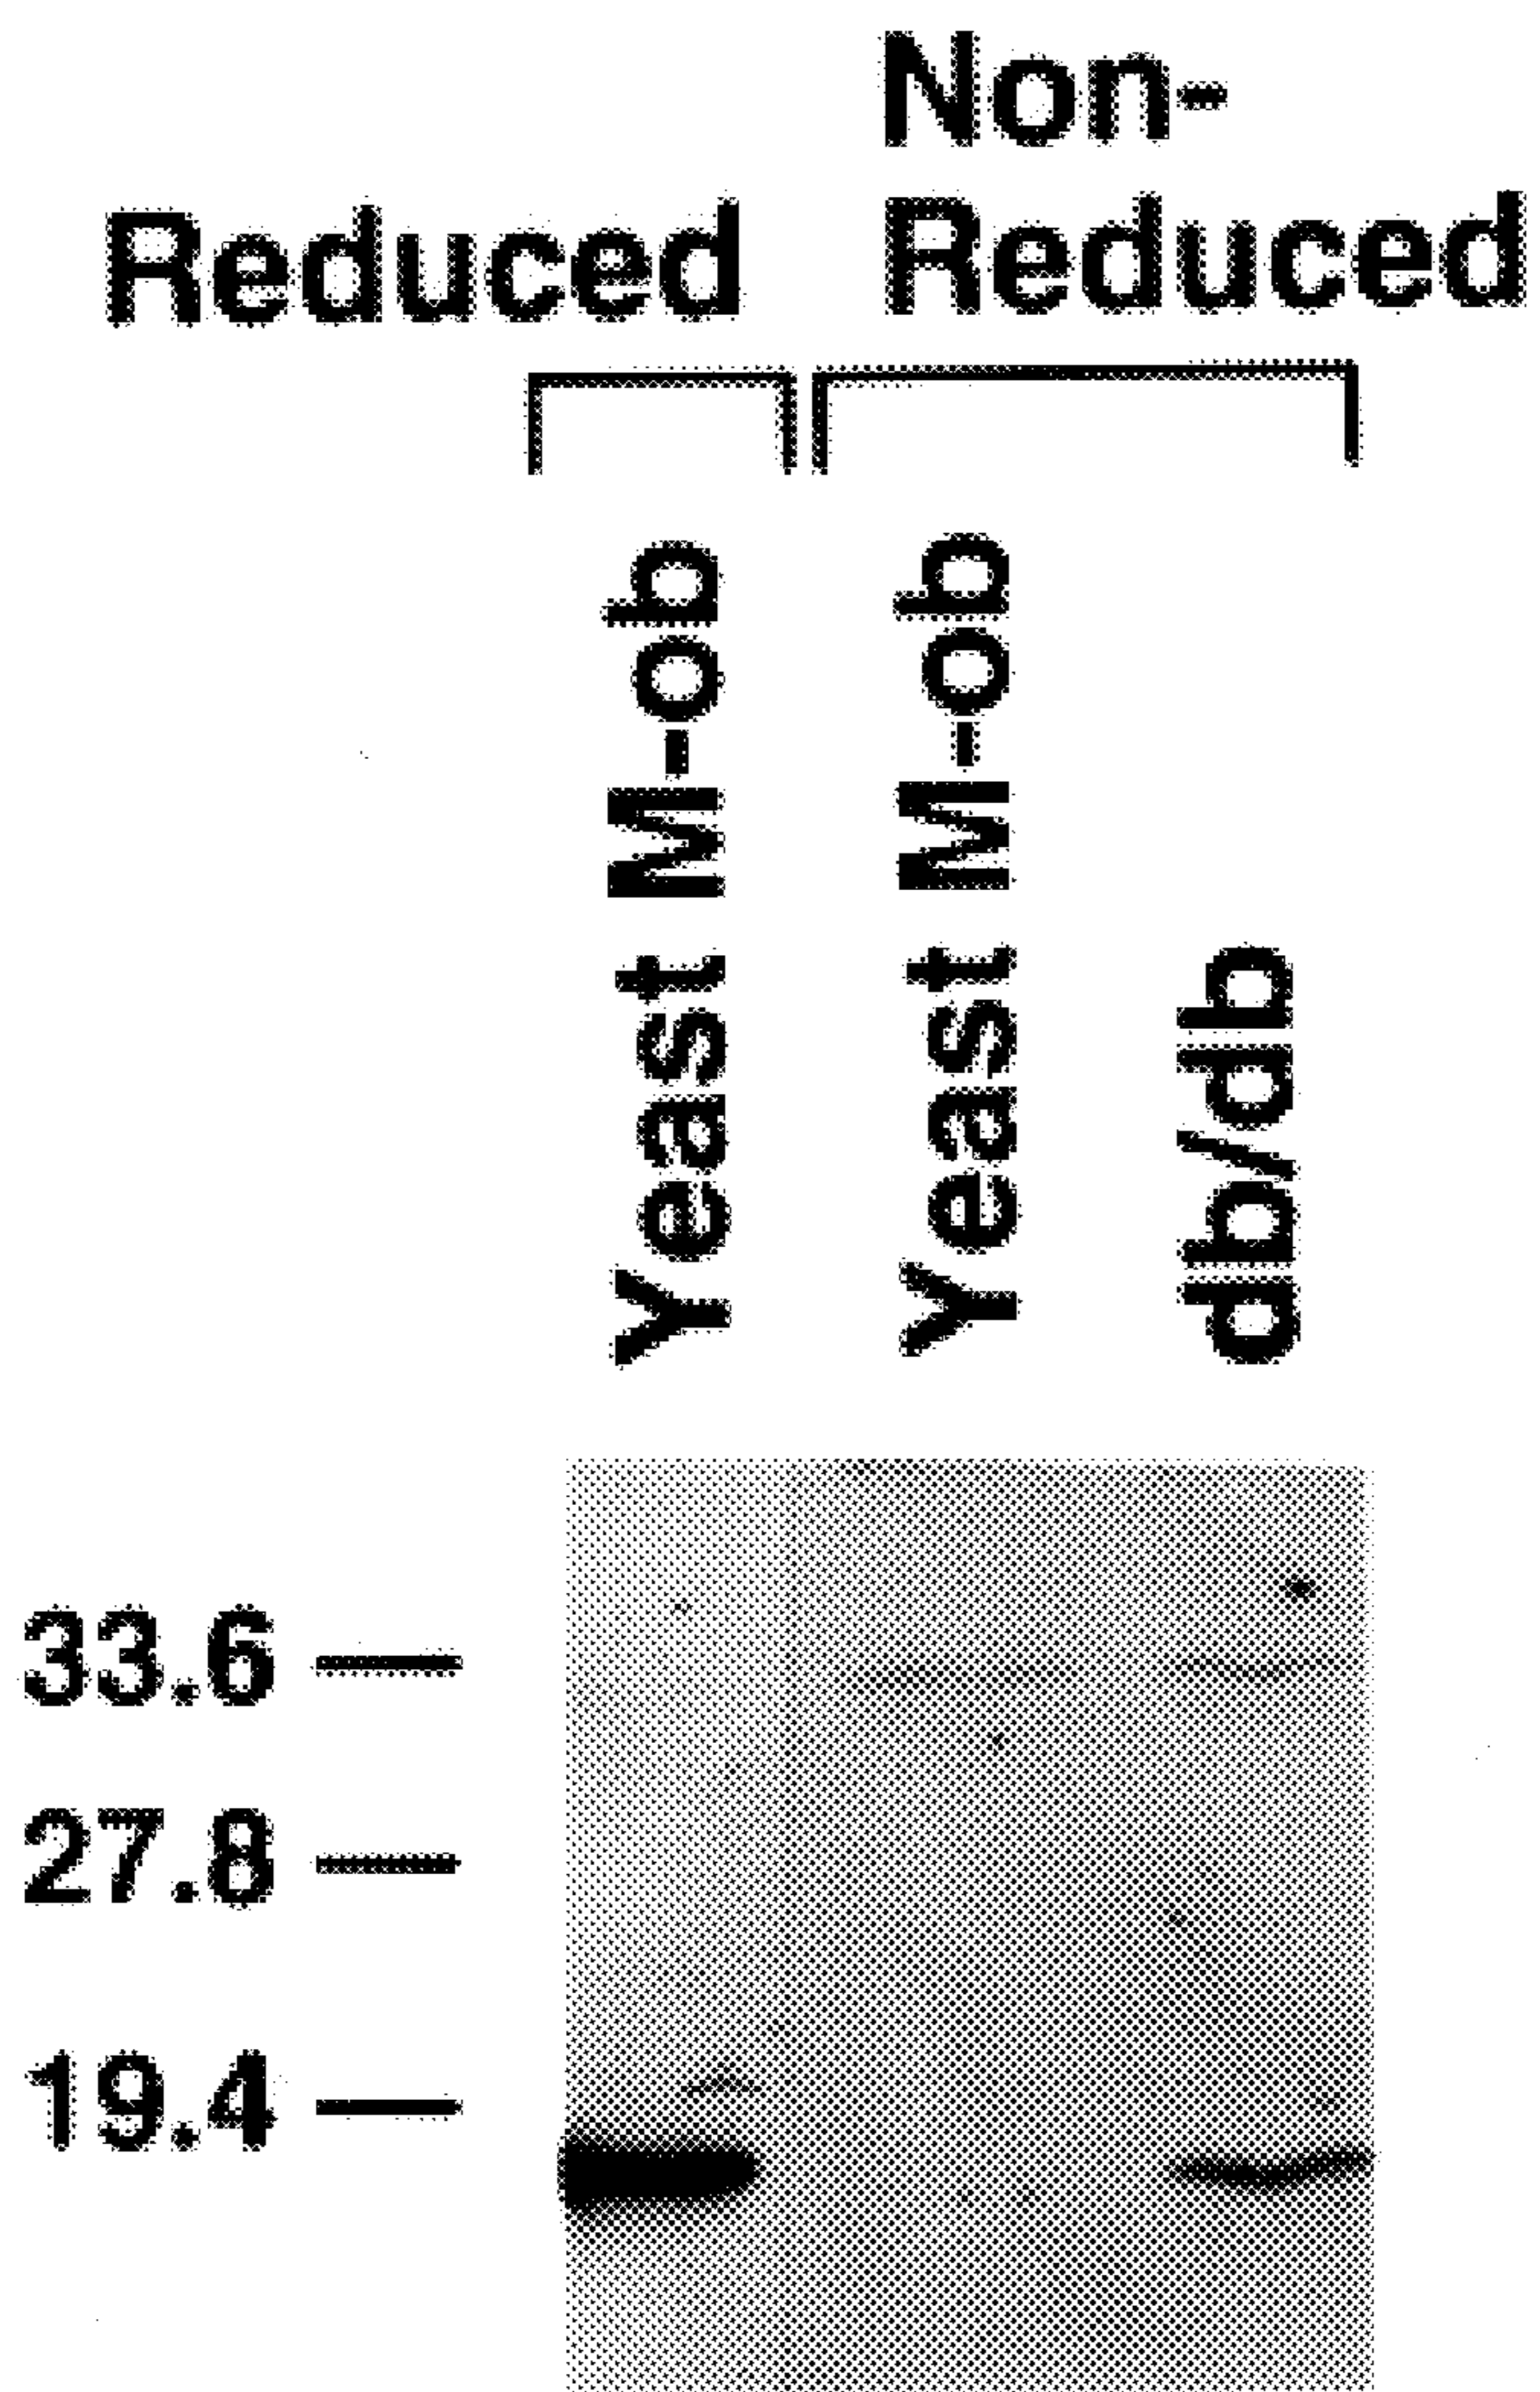 Non-
Reduced Reduced
Yeast M-ob
Yeast M-ob
db/db
33.6
27.8
19.4